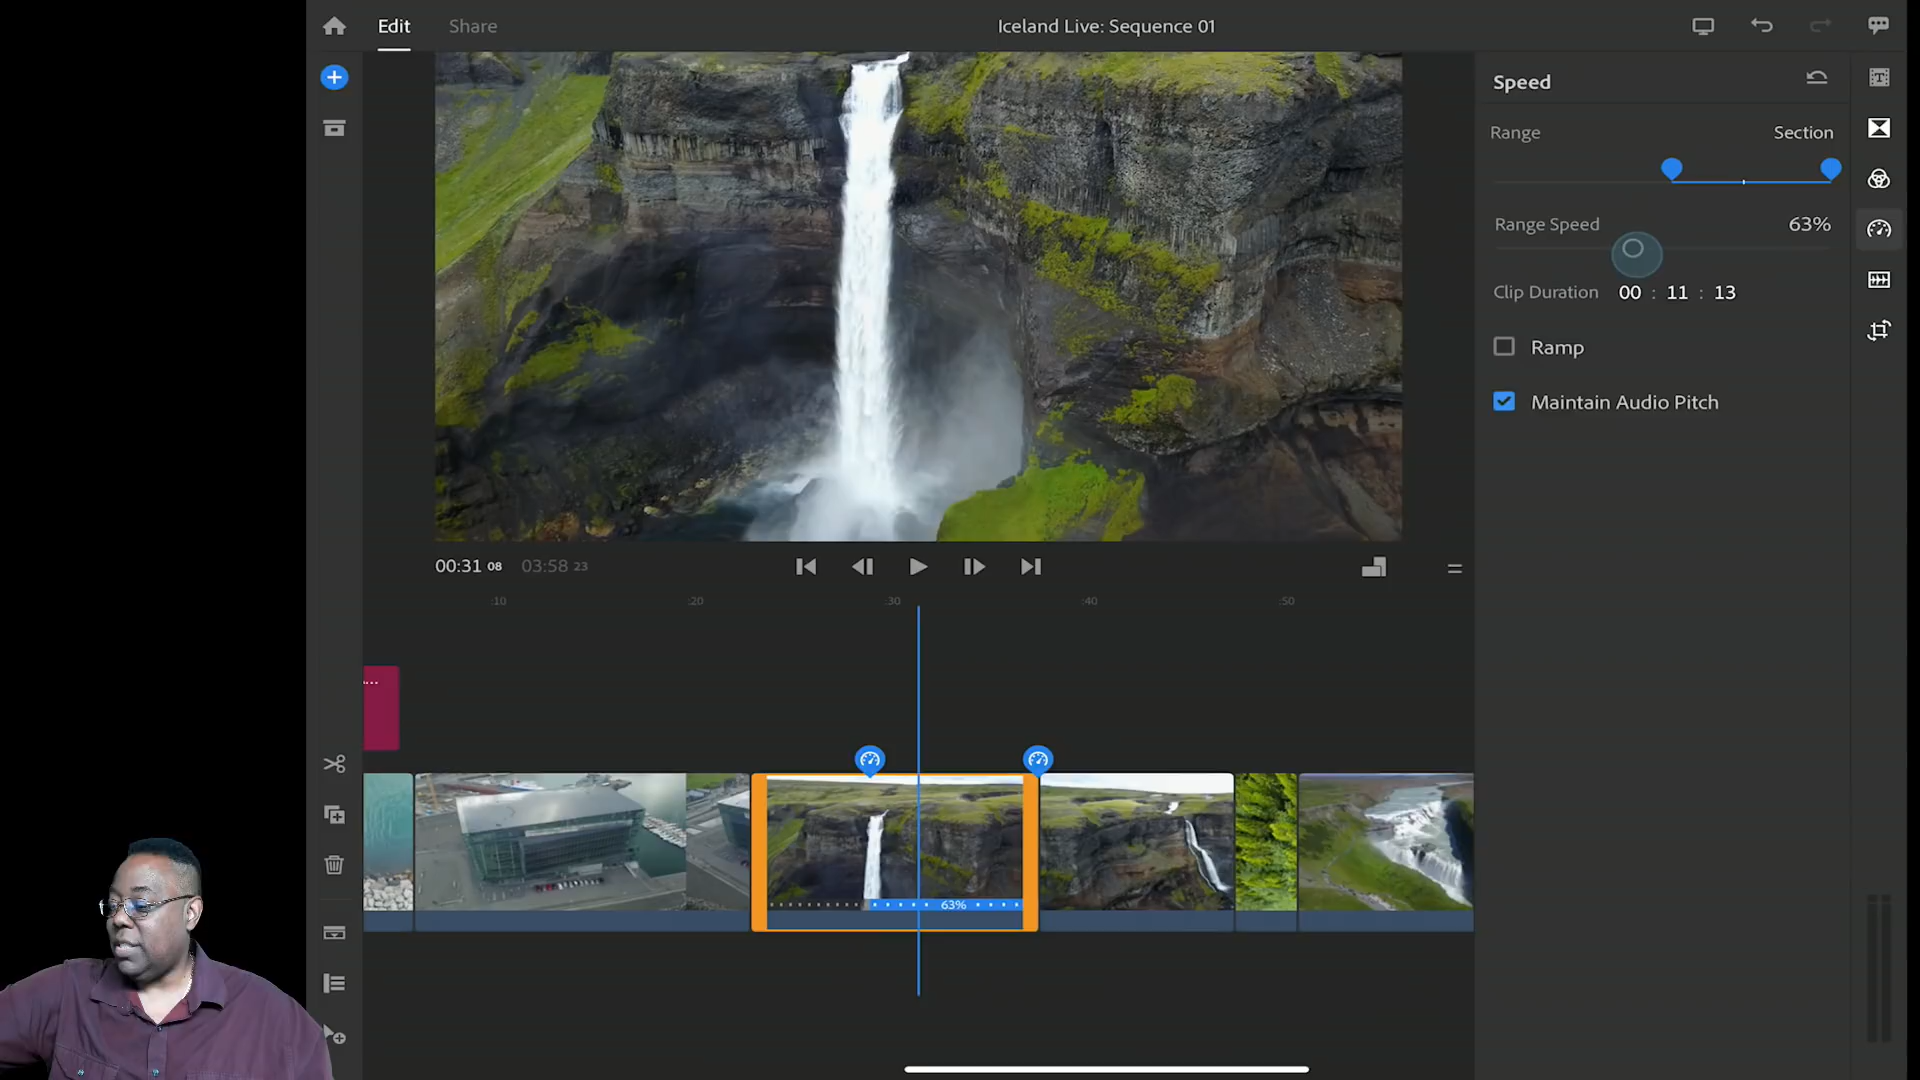 Edit
Share
Iceland Live: Sequence 01
Speed
Range
Section
Range Speed
63%
Clip Duration
00 : 11 : 13
Ramp
Maintain Audio Pitch
00:31 08
03:58 23
:10
:20
:30
:40
:50
...
63%